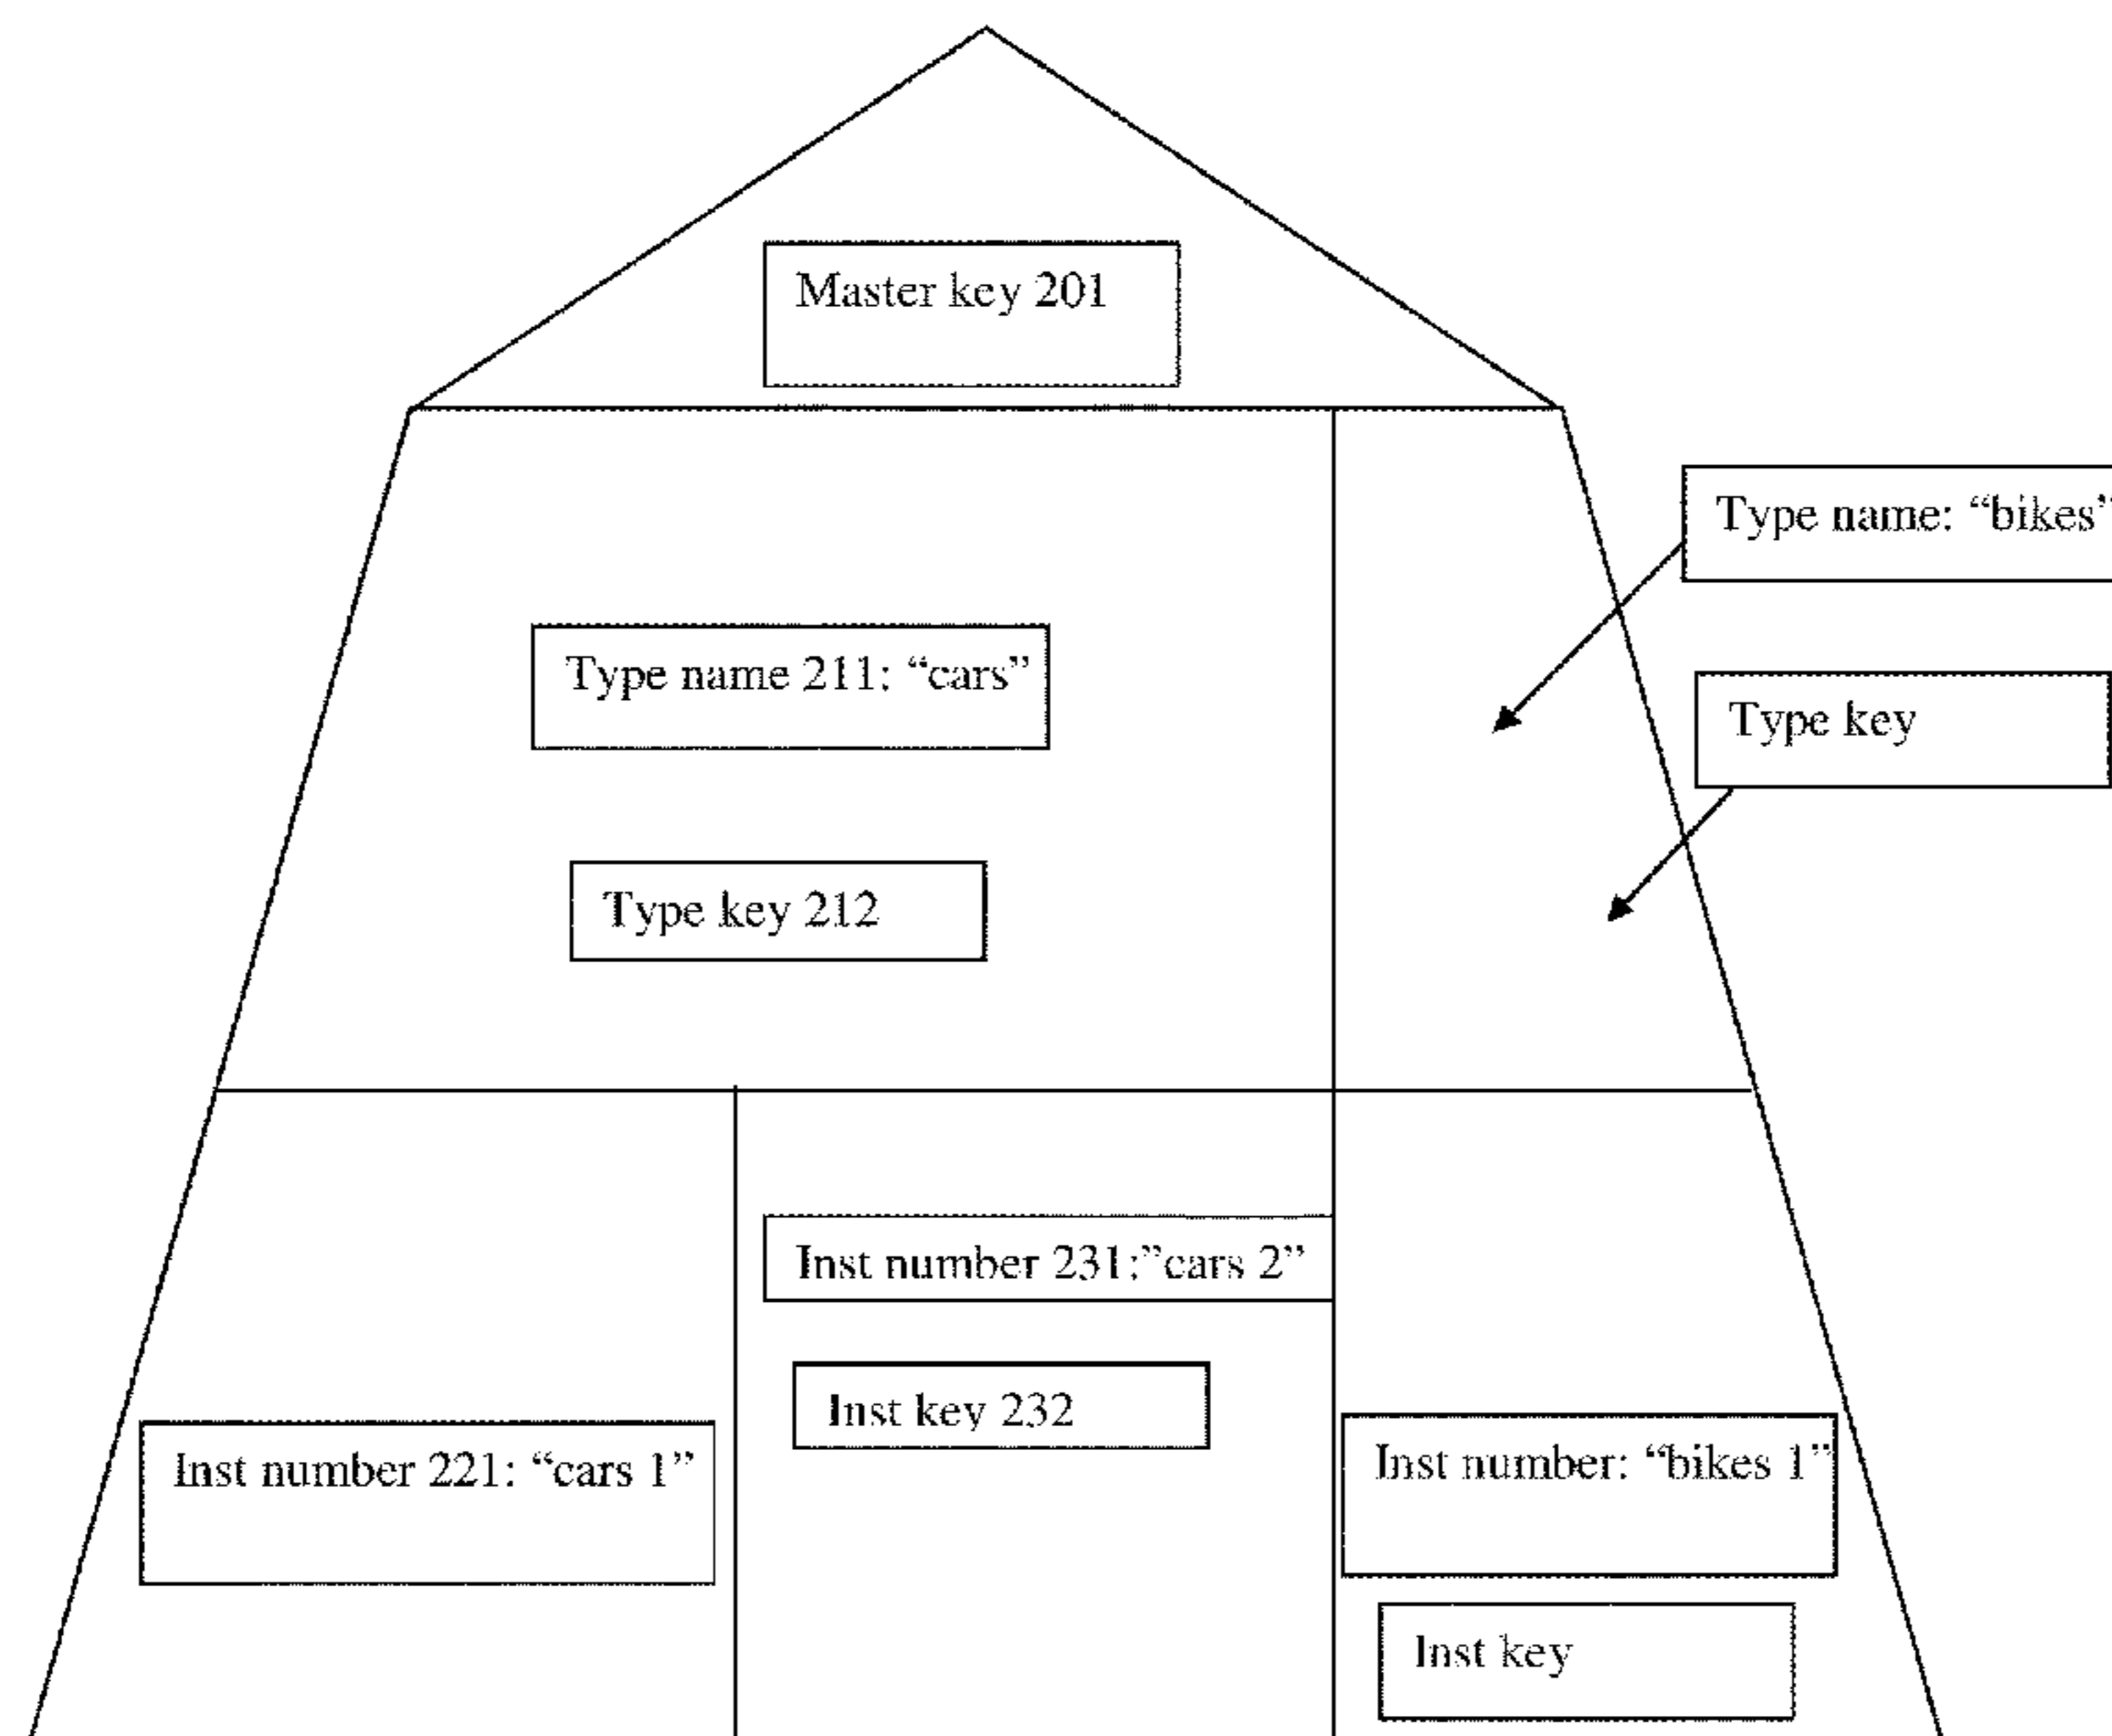 Master key 201
Type name: “bikes”
Type name 211: “cars”
Type key
Type key 212
Inst number 231:”cars 2”
Inst key 232
Inst number 221: “cars 1”
Inst number: “bikes 1”
Inst key